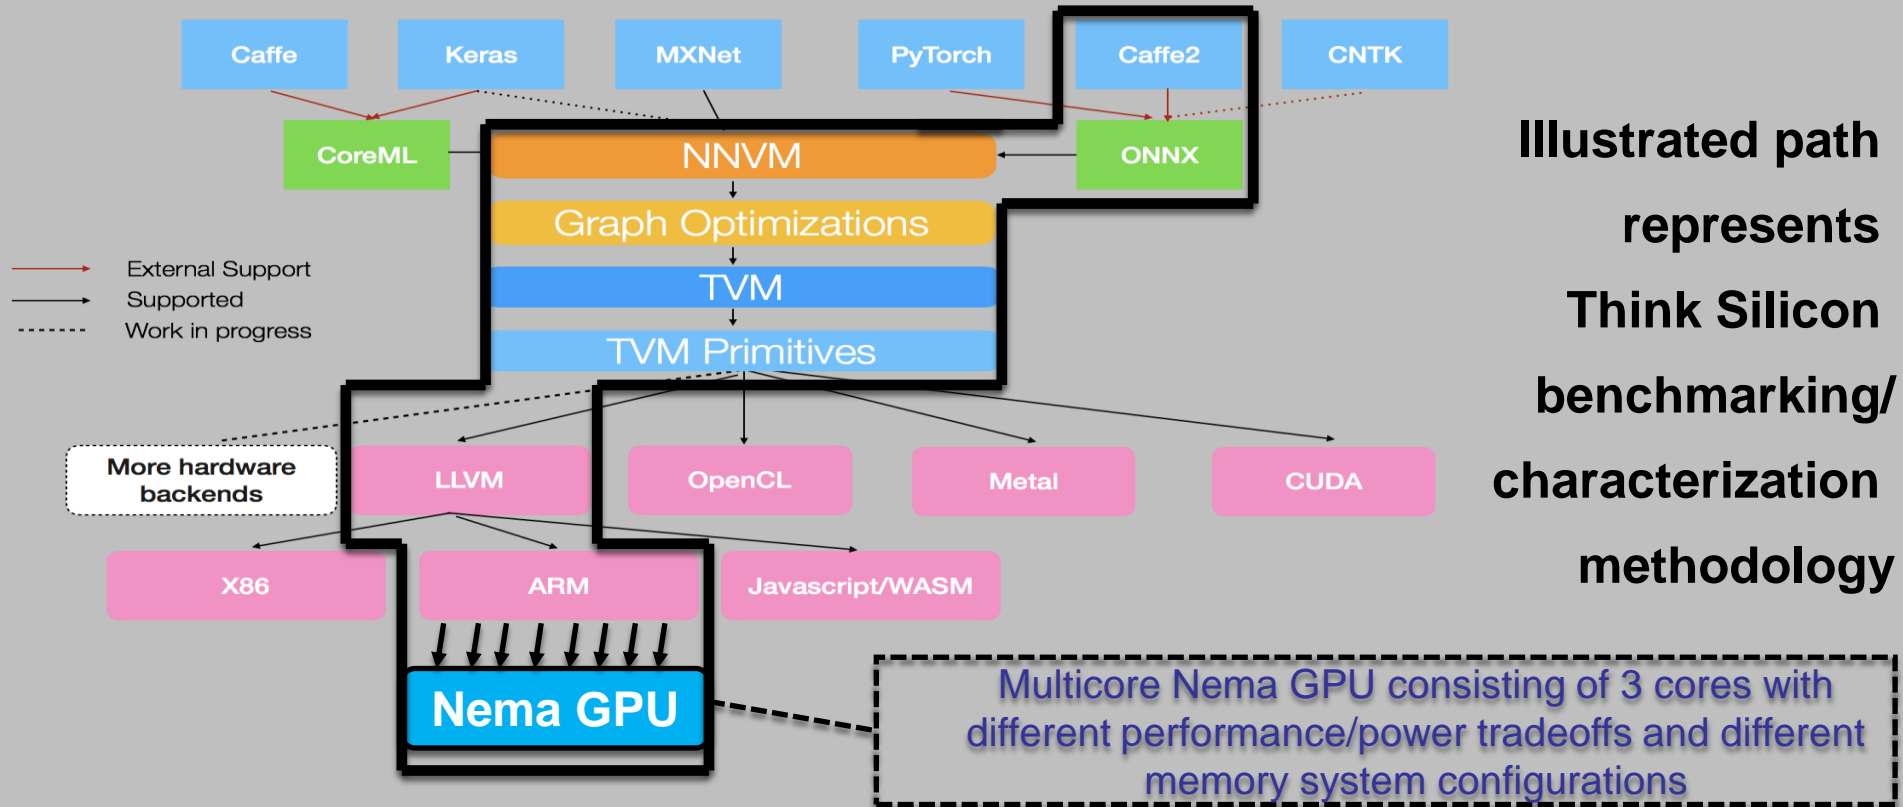 Caffe
Keras
MXNet
PyTorch
Caffe2
CNTK
CoreML
NNVM
ONNX
Graph Optimizations
TVM
TVM Primitives
External Support
Supported
Work in progress
More hardware
backends
LLVM
OpenCL
Metal
CUDA
X86
ARM
Javascript/WASM
Nema GPU
Illustrated path
represents
Think Silicon
benchmarking/
characterization
methodology
Multicore Nema GPU consisting of 3 cores with
different performance/power tradeoffs and different
memory system configurations